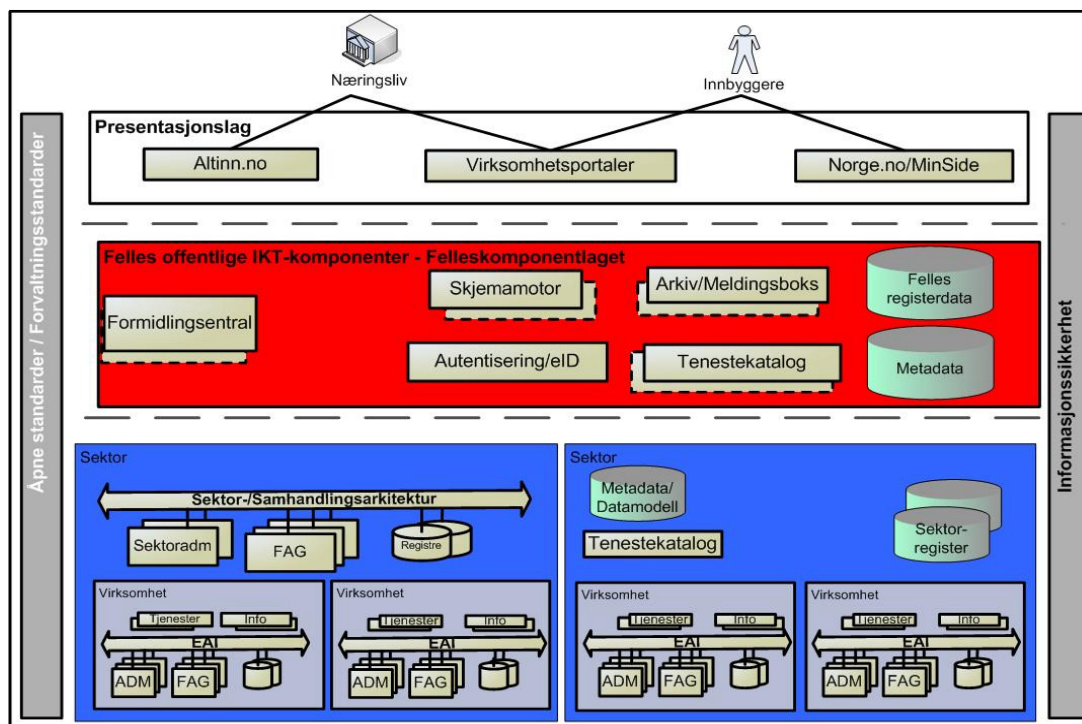 Næringsliv
Innbyggere
Åpne standarder / Forvaltningsstandarder
Informasjonssikkerhet
Presentasjonslag
Altinn.no
Virksomhetsportaler
Norge.no/MinSide
Felles offentlige IKT-komponenter - Felleskomponentlaget
Formidlingsentral
Skjemamotor
Arkiv/Meldingsboks
Felles
registerdata
Autentisering/eID
Tenestekatalog
Metadata
Sektor
Sektor-/Samhandlingsarkitektur
Sektoradm
FAG
Registre
Virksomhet
Tjenester
Info
EAI
ADM
FAG
Virksomhet
Tjenester
Info
EAI
ADM
FAG
Sektor
Metadata/
Datamodell
Tenestekatalog
Sektor-
register
Virksomhet
Tjenester
Info
EAI
ADM
FAG
Virksomhet
Tjenester
Info
EAI
ADM
FAG